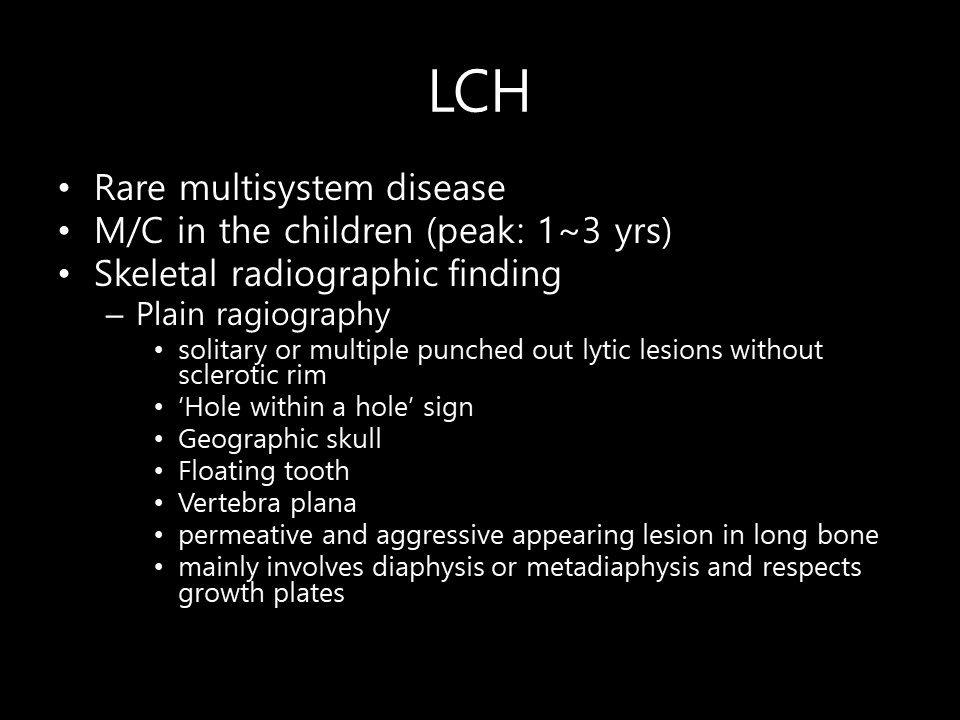 LCH
• Rare multisystem disease
• M/C in the children (peak: 1~3 yrs)
• Skeletal radiographic finding
– Plain ragiography
• solitary or multiple punched out lytic lesions without
sclerotic rim
• ‘Hole within a hole’ sign
• Geographic skull
• Floating tooth
• Vertebra plana
• permeative and aggressive appearing lesion in long bone
• mainly involves diaphysis or metadiaphysis and respects
growth plates